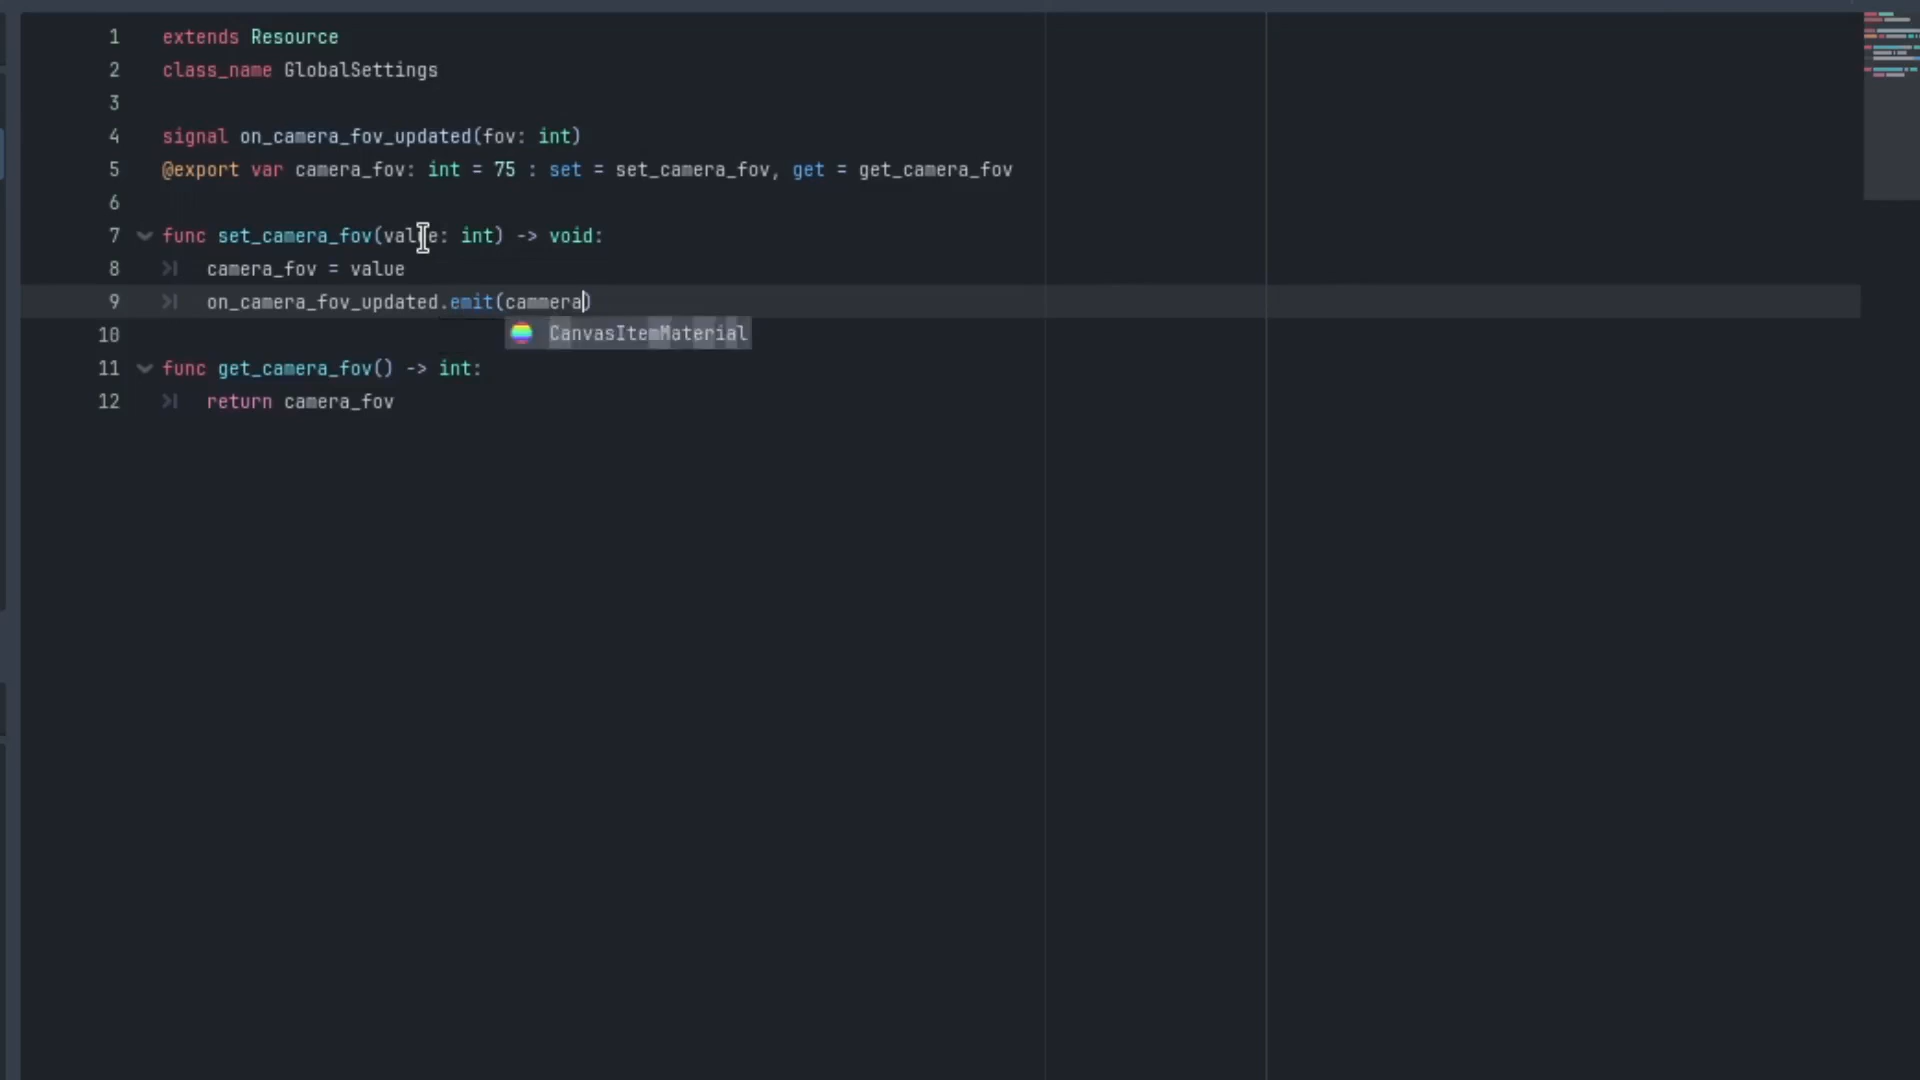 1 extends Resource
2 class_name GlobalSettings
3
4 signal on_camera_fov_updated(fov: int)
5 @export var camera_fov: int = 75 : set = set_camera_fov, get = get_camera_fov
6
7 func set_camera_fov(value: int) -> void:
8 camera_fov = value
9 on_camera_fov_updated.emit(cammera)
CanvasItemMaterial
10
11 func get_camera_fov() -> int:
12 return camera_fov